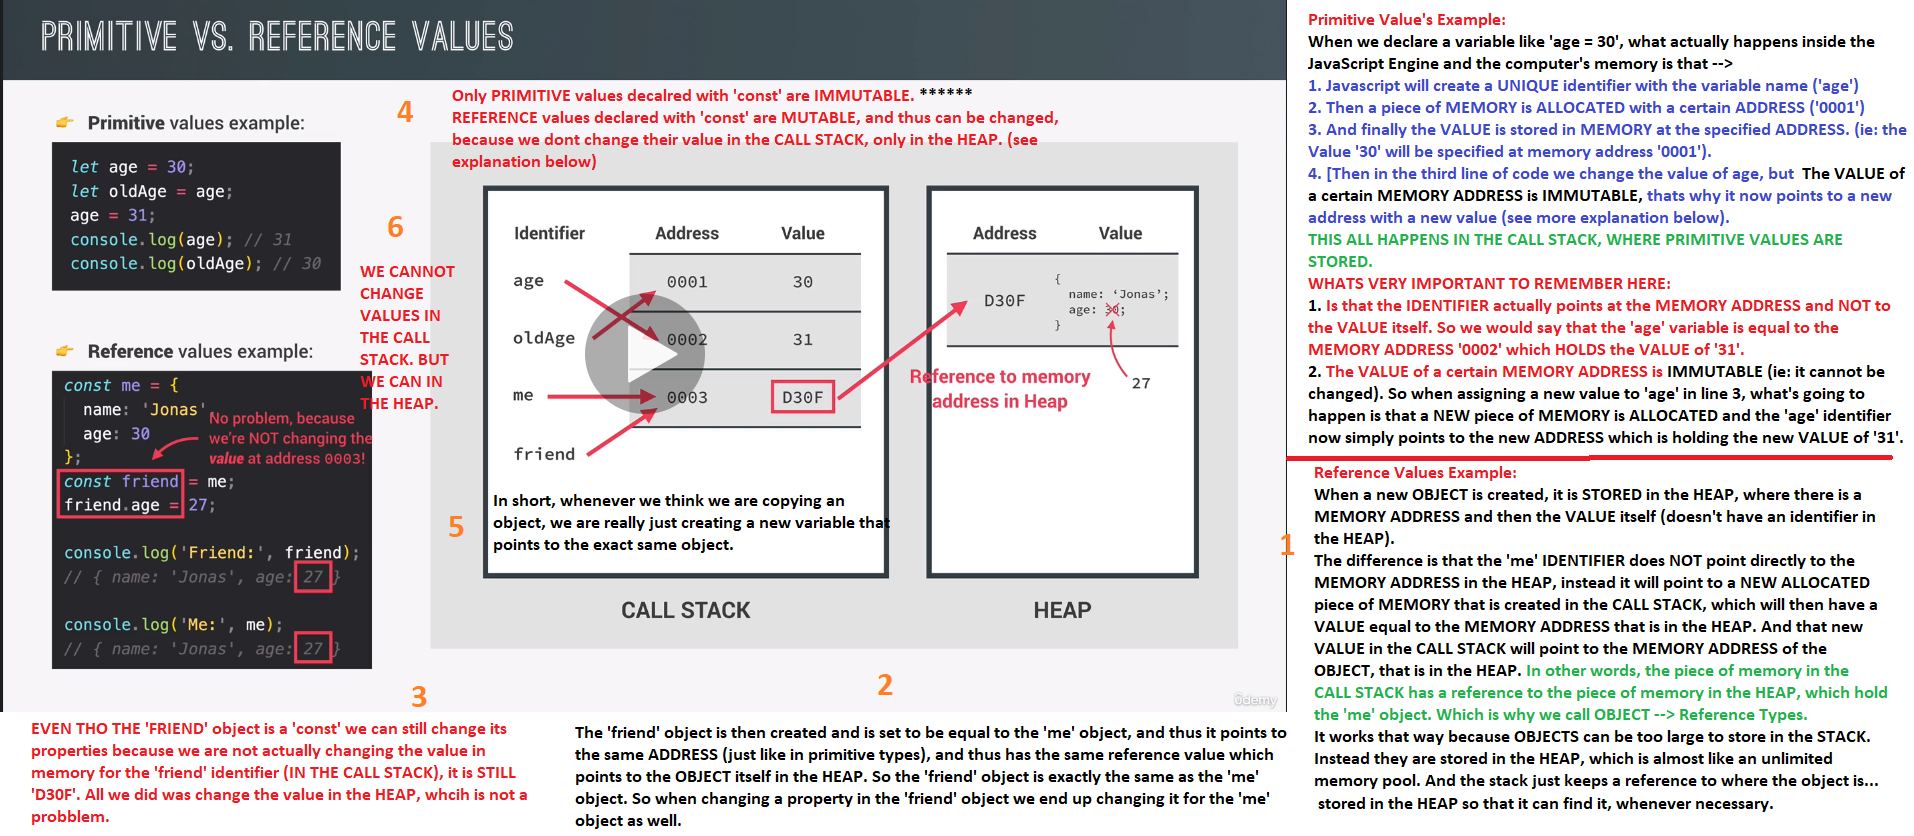 PRIMITIVE VS. REFERENCE VALUES
👉 Primitive values example:
let age = 30;
let oldAge = age;
age = 31;
console.log(age); // 31
console.log(oldAge); // 30
👉 Reference values example:
const me = {
name: 'Jonas'
age: 30
};
const friend = me;
friend.age = 27;
No problem, because
we're NOT changing the
value at address 0003!
console.log('Friend:', friend);
// { name: 'Jonas', age: 27 }
console.log('Me:', me);
// { name: 'Jonas', age: 27 }
4
Only PRIMITIVE values decalred with 'const' are IMMUTABLE. ******
REFERENCE values declared with 'const' are MUTABLE, and thus can be changed,
because we dont change their value in the CALL STACK, only in the HEAP. (see
explanation below)
6
WE CANNOT
CHANGE
VALUES IN
THE CALL
STACK. BUT
WE CAN IN
THE HEAP.
Identifier Address Value
age 0001 30
oldAge 0002 31
me 0003 D30F
friend
5
In short, whenever we think we are copying an
object, we are really just creating a new variable that
points to the exact same object.
CALL STACK
Address Value
D30F
{
name: 'Jonas';
age: 30;
}
27
Reference to memory
address in Heap
HEAP
ûdemy
3
EVEN THO THE 'FRIEND' object is a 'const' we can still change its
properties because we are not actually changing the value in
memory for the 'friend' identifier (IN THE CALL STACK), it is STILL
'D30F'. All we did was change the value in the HEAP, whcih is not a
probblem.
2
The 'friend' object is then created and is set to be equal to the 'me' object, and thus it points to
the same ADDRESS (just like in primitive types), and thus has the same reference value which
points to the OBJECT itself in the HEAP. So the 'friend' object is exactly the same as the 'me'
object. So when changing a property in the 'friend' object we end up changing it for the 'me'
object as well.
Primitive Value's Example:
When we declare a variable like 'age = 30', what actually happens inside the
JavaScript Engine and the computer's memory is that -->
1. Javascript will create a UNIQUE identifier with the variable name ('age')
2. Then a piece of MEMORY is ALLOCATED with a certain ADDRESS ('0001')
3. And finally the VALUE is stored in MEMORY at the specified ADDRESS. (ie: the
Value '30' will be specified at memory address '0001').
4. [Then in the third line of code we change the value of age, but The VALUE of
a certain MEMORY ADDRESS is IMMUTABLE, thats why it now points to a new
address with a new value (see more explanation below).
THIS ALL HAPPENS IN THE CALL STACK, WHERE PRIMITIVE VALUES ARE
STORED.
WHATS VERY IMPORTANT TO REMEMBER HERE:
1. Is that the IDENTIFIER actually points at the MEMORY ADDRESS and NOT to
the VALUE itself. So we would say that the 'age' variable is equal to the
MEMORY ADDRESS '0002' which HOLDS the VALUE of '31'.
2. The VALUE of a certain MEMORY ADDRESS is IMMUTABLE (ie: it cannot be
changed). So when assigning a new value to 'age' in line 3, what's going to
happen is that a NEW piece of MEMORY is ALLOCATED and the 'age' identifier
now simply points to the new ADDRESS which is holding the new VALUE of '31'.
1
Reference Values Example:
When a new OBJECT is created, it is STORED in the HEAP, where there is a
MEMORY ADDRESS and then the VALUE itself (doesn't have an identifier in
the HEAP).
The difference is that the 'me' IDENTIFIER does NOT point directly to the
MEMORY ADDRESS in the HEAP, instead it will point to a NEW ALLOCATED
piece of MEMORY that is created in the CALL STACK, which will then have a
VALUE equal to the MEMORY ADDRESS that is in the HEAP. And that new
VALUE in the CALL STACK will point to the MEMORY ADDRESS of the
OBJECT, that is in the HEAP. In other words, the piece of memory in the
CALL STACK has a reference to the piece of memory in the HEAP, which hold
the 'me' object. Which is why we call OBJECT --> Reference Types.
It works that way because OBJECTS can be too large to store in the STACK.
Instead they are stored in the HEAP, which is almost like an unlimited
memory pool. And the stack just keeps a reference to where the object is...
stored in the HEAP so that it can find it, whenever necessary.